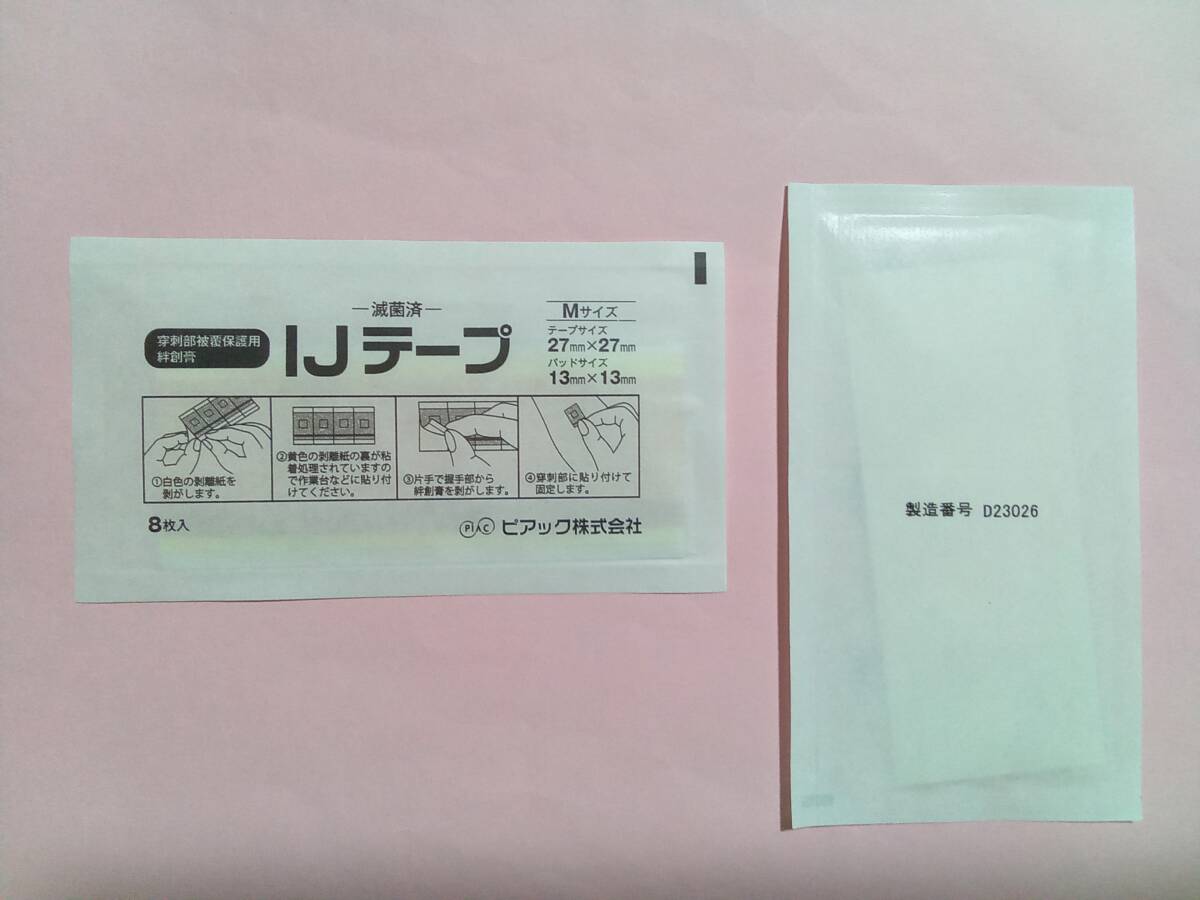 ―滅菌済―
穿刺部被覆保護用
絆創膏
IJテープ
Mサイズ
テープサイズ
27mm×27mm
パッドサイズ
13mm×13mm
①白色の剥離紙を
剥がします。
②黄色の剥離紙の裏が粘
着処理されていますの
で作業台などに貼り付
けてください。
③片手で握手部から
絆創膏を剥がします。
④穿刺部に貼り付けて
固定します。
8枚入
PIAC ピアック株式会社
製造番号 D23026